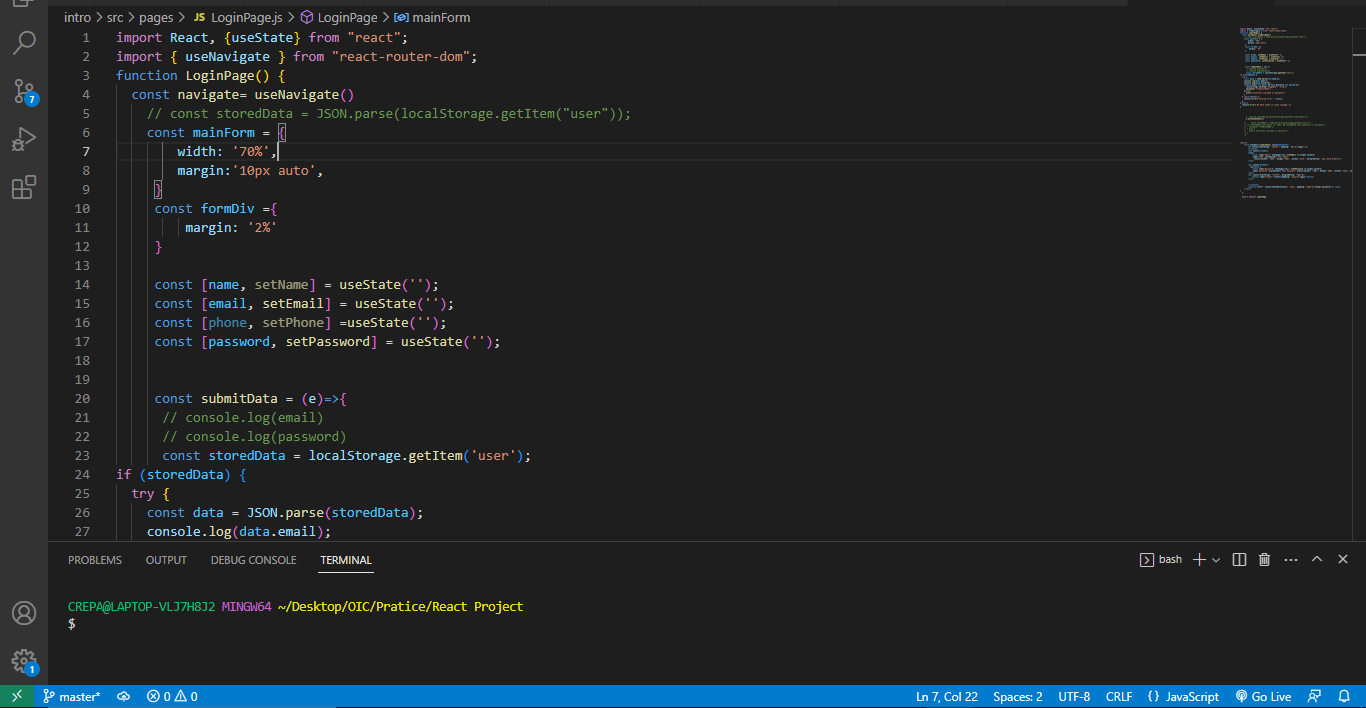 intro > src > pages > JS LoginPage.js > LoginPage > mainForm
1 import React, {useState} from "react";
2 import { useNavigate } from "react-router-dom";
3 function LoginPage() {
4 const navigate= useNavigate()
5 // const storedData = JSON.parse(localStorage.getItem("user"));
6 const mainForm = {
7 width: '70%',
8 margin:'10px auto',
9 }
10 const formDiv ={
11 margin: '2%'
12 }
13
14 const [name, setName] = useState('');
15 const [email, setEmail] = useState('');
16 const [phone, setPhone] =useState('');
17 const [password, setPassword] = useState('');
18
19
20 const submitData = (e)=>{
21 // console.log(email)
22 // console.log(password)
23 const storedData = localStorage.getItem('user');
24 if (storedData) {
25 try {
26 const data = JSON.parse(storedData);
27 console.log(data.email);
7
PROBLEMS OUTPUT DEBUG CONSOLE TERMINAL bash
CREPA@LAPTOP-VLJ7H8J2 MINGW64 ~/Desktop/OIC/Pratice/React Project
$
1
master* 0 0 Ln 7, Col 22 Spaces: 2 UTF-8 CRLF {} JavaScript Go Live